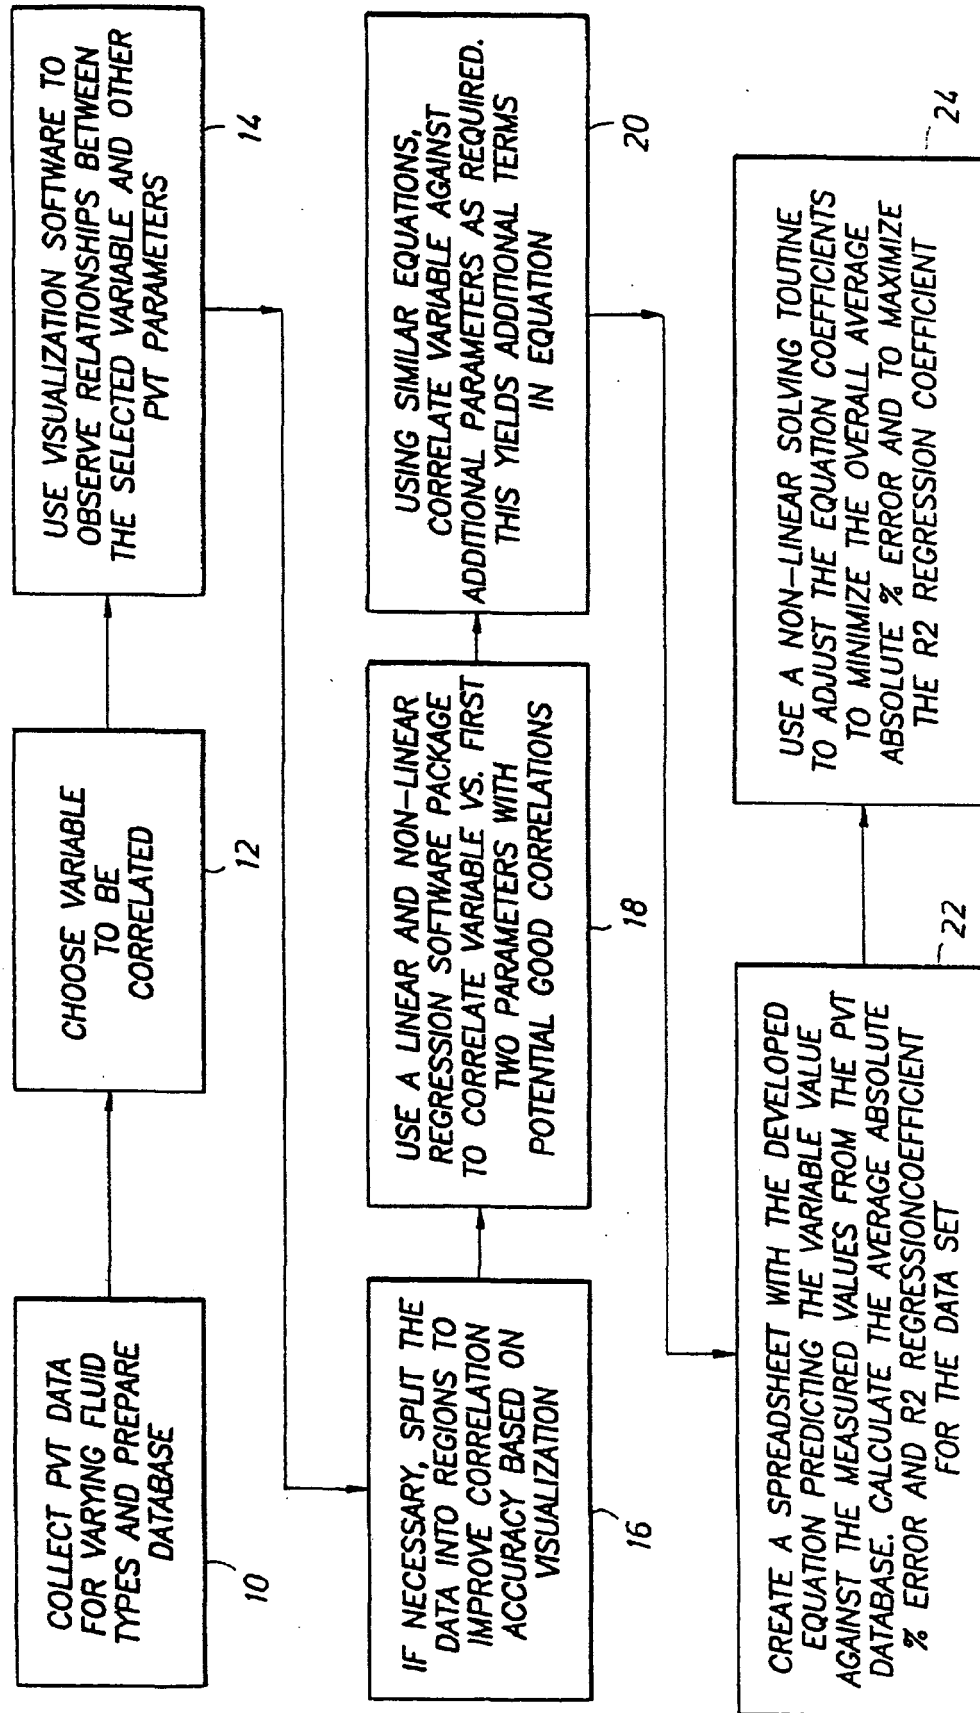 COLLECT PVT DATA
FOR VARYING FLUID
TYPES AND PREPARE
DATABASE
10
CHOOSE VARIABLE
TO BE
CORRELATED
12
USE VISUALIZATION SOFTWARE TO
OBSERVE RELATIONSHIPS BETWEEN
THE SELECTED VARIABLE AND OTHER
PVT PARAMETERS
14
IF NECESSARY, SPLIT THE
DATA INTO REGIONS TO
IMPROVE CORRELATION
ACCURACY BASED ON
VISUALIZATION
16
USE A LINEAR AND NON-LINEAR
REGRESSION SOFTWARE PACKAGE
TO CORRELATE VARIABLE VS. FIRST
TWO PARAMETERS WITH
POTENTIAL GOOD CORRELATIONS
18
USING SIMILAR EQUATIONS,
CORRELATE VARIABLE AGAINST
ADDITIONAL PARAMETERS AS REQUIRED.
THIS YIELDS ADDITIONAL TERMS
IN EQUATION
20
CREATE A SPREADSHEET WITH THE DEVELOPED
EQUATION PREDICTING THE VARIABLE VALUE
AGAINST THE MEASURED VALUES FROM THE PVT
DATABASE. CALCULATE THE AVERAGE ABSOLUTE
% ERROR AND R2 REGRESSIONCOEFFICIENT
FOR THE DATA SET
22
USE A NON-LINEAR SOLVING TOUTINE
TO ADJUST THE EQUATION COEFFICIENTS
TO MINIMIZE THE OVERALL AVERAGE
ABSOLUTE % ERROR AND TO MAXIMIZE
THE R2 REGRESSION COEFFICIENT
24